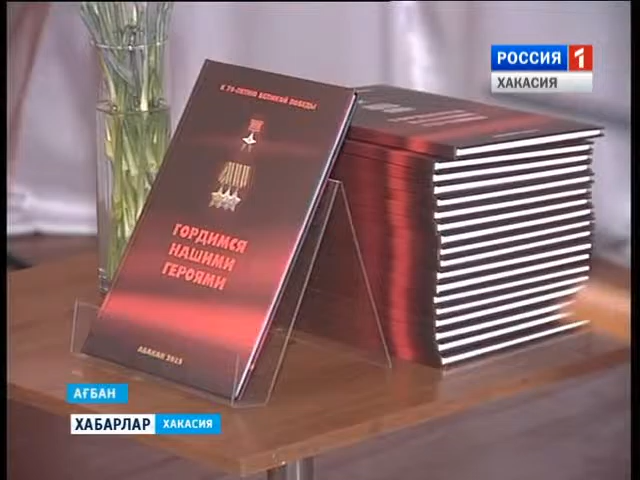 РОССИЯ 1
ХАКАСИЯ
К 70-ЛЕТИЮ ВЕЛИКОЙ ПОБЕДЫ
ГОРДИМСЯ
НАШИМИ
ГЕРОЯМИ
АБАКАН 2015
АҒБАН
ХАБАРЛАР ХАКАСИЯ